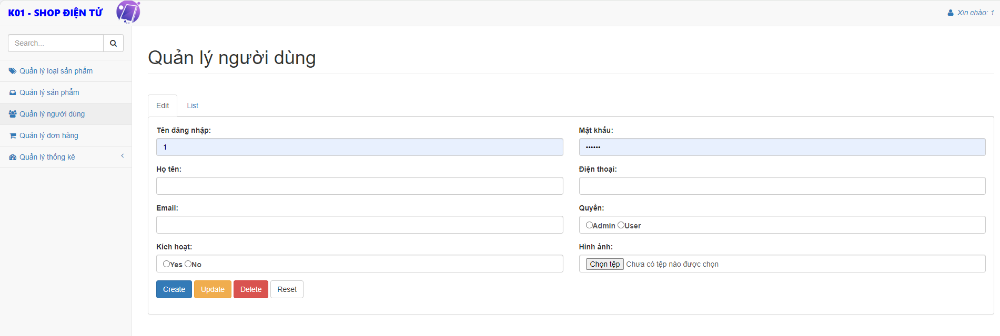 K01 - SHOP ĐIỆN TỬ
Xin chào: 1
Search...
Quản lý loại sản phẩm
Quản lý sản phẩm
Quản lý người dùng
Quản lý đơn hàng
Quản lý thống kê
Quản lý người dùng
Edit List
Tên đăng nhập: Mật khẩu:
1 ••••••
Họ tên: Điện thoại:
Email: Quyền:
Admin User
Kích hoạt: Hình ảnh:
Yes No Chọn tệp Chưa có tệp nào được chọn
Create Update Delete Reset